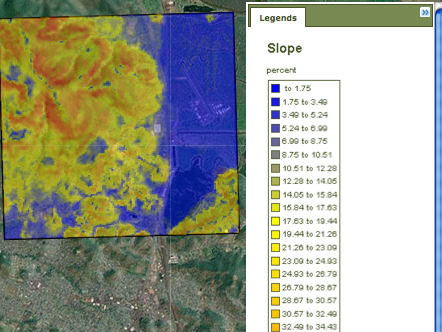 Legends
Slope
percent
to 1.75
1.75 to 3.49
3.49 to 5.24
5.24 to 6.99
6.99 to 8.75
8.75 to 10.51
10.51 to 12.28
12.28 to 14.05
14.05 to 15.84
15.84 to 17.63
17.63 to 19.44
19.44 to 21.26
21.26 to 23.09
23.09 to 24.93
24.93 to 26.79
26.79 to 28.67
28.67 to 30.57
30.57 to 32.49
32.49 to 34.43